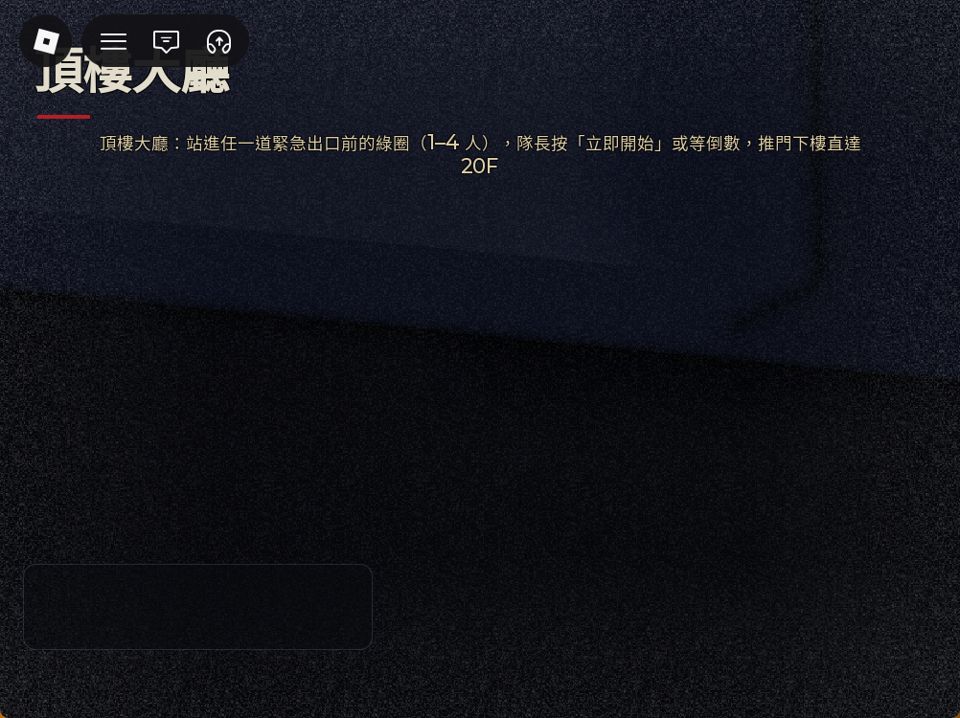 頂樓大廳
頂樓大廳：站進任一道緊急出口前的綠圈（1–4 人），隊長按「立即開始」或等倒數，推門下樓直達
20F